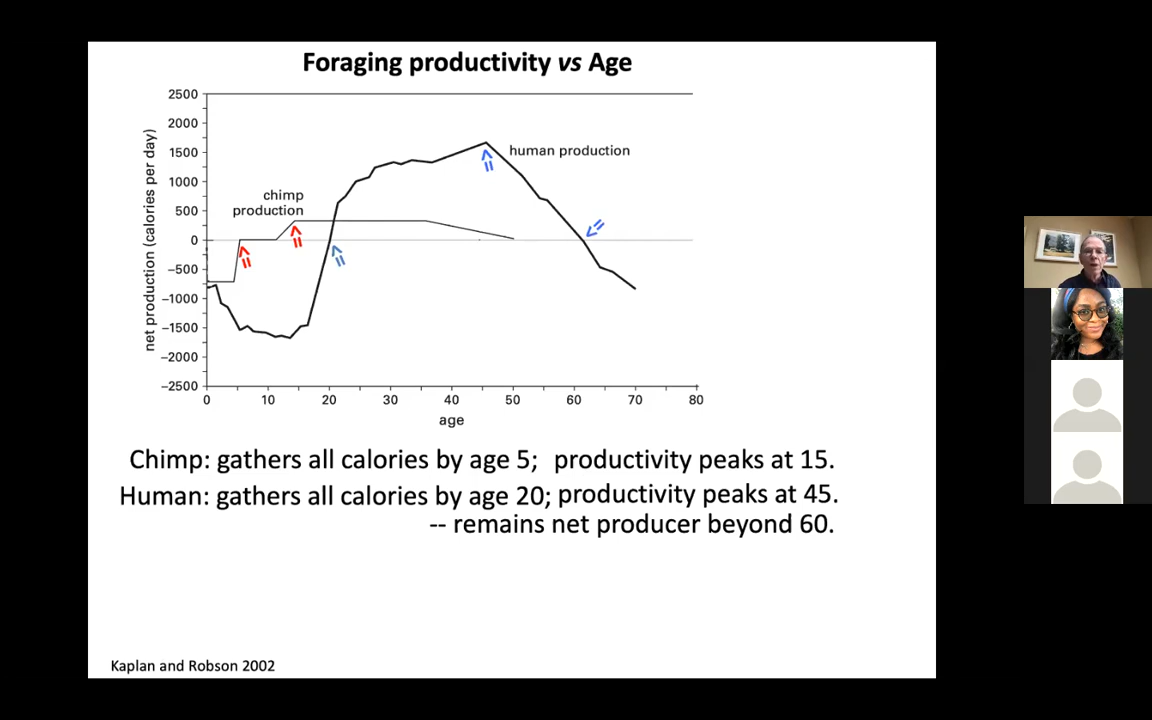 Foraging productivity vs Age
2500
2000
1500
1000
500
0
−500
−1000
−1500
−2000
−2500
net production (calories per day)
chimp
production
human production
0 10 20 30 40 50 60 70 80
age
Chimp: gathers all calories by age 5; productivity peaks at 15.
Human: gathers all calories by age 20; productivity peaks at 45.
-- remains net producer beyond 60.
Kaplan and Robson 2002